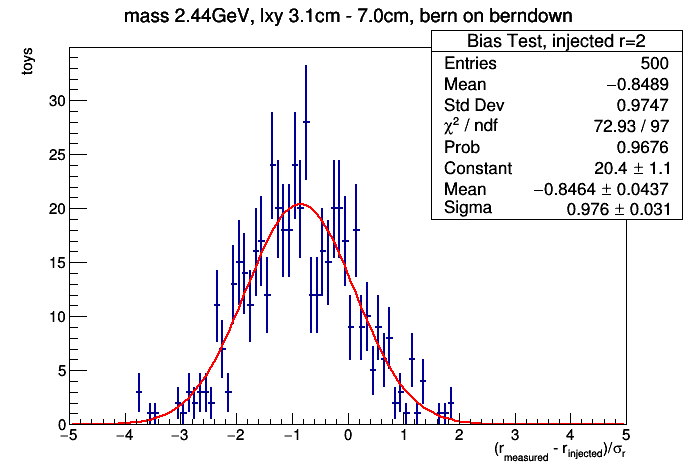 mass 2.44GeV, lxy 3.1cm - 7.0cm, bern on berndown
toys
Bias Test, injected r=2
Entries 500
Mean −0.8489
Std Dev 0.9747
χ² / ndf 72.93 / 97
Prob 0.9676
Constant 20.4 ± 1.1
Mean −0.8464 ± 0.0437
Sigma 0.976 ± 0.031
30
25
20
15
10
5
0
−5 −4 −3 −2 −1 0 1 2 3 4 5
(r_measured - r_injected)/σ_r